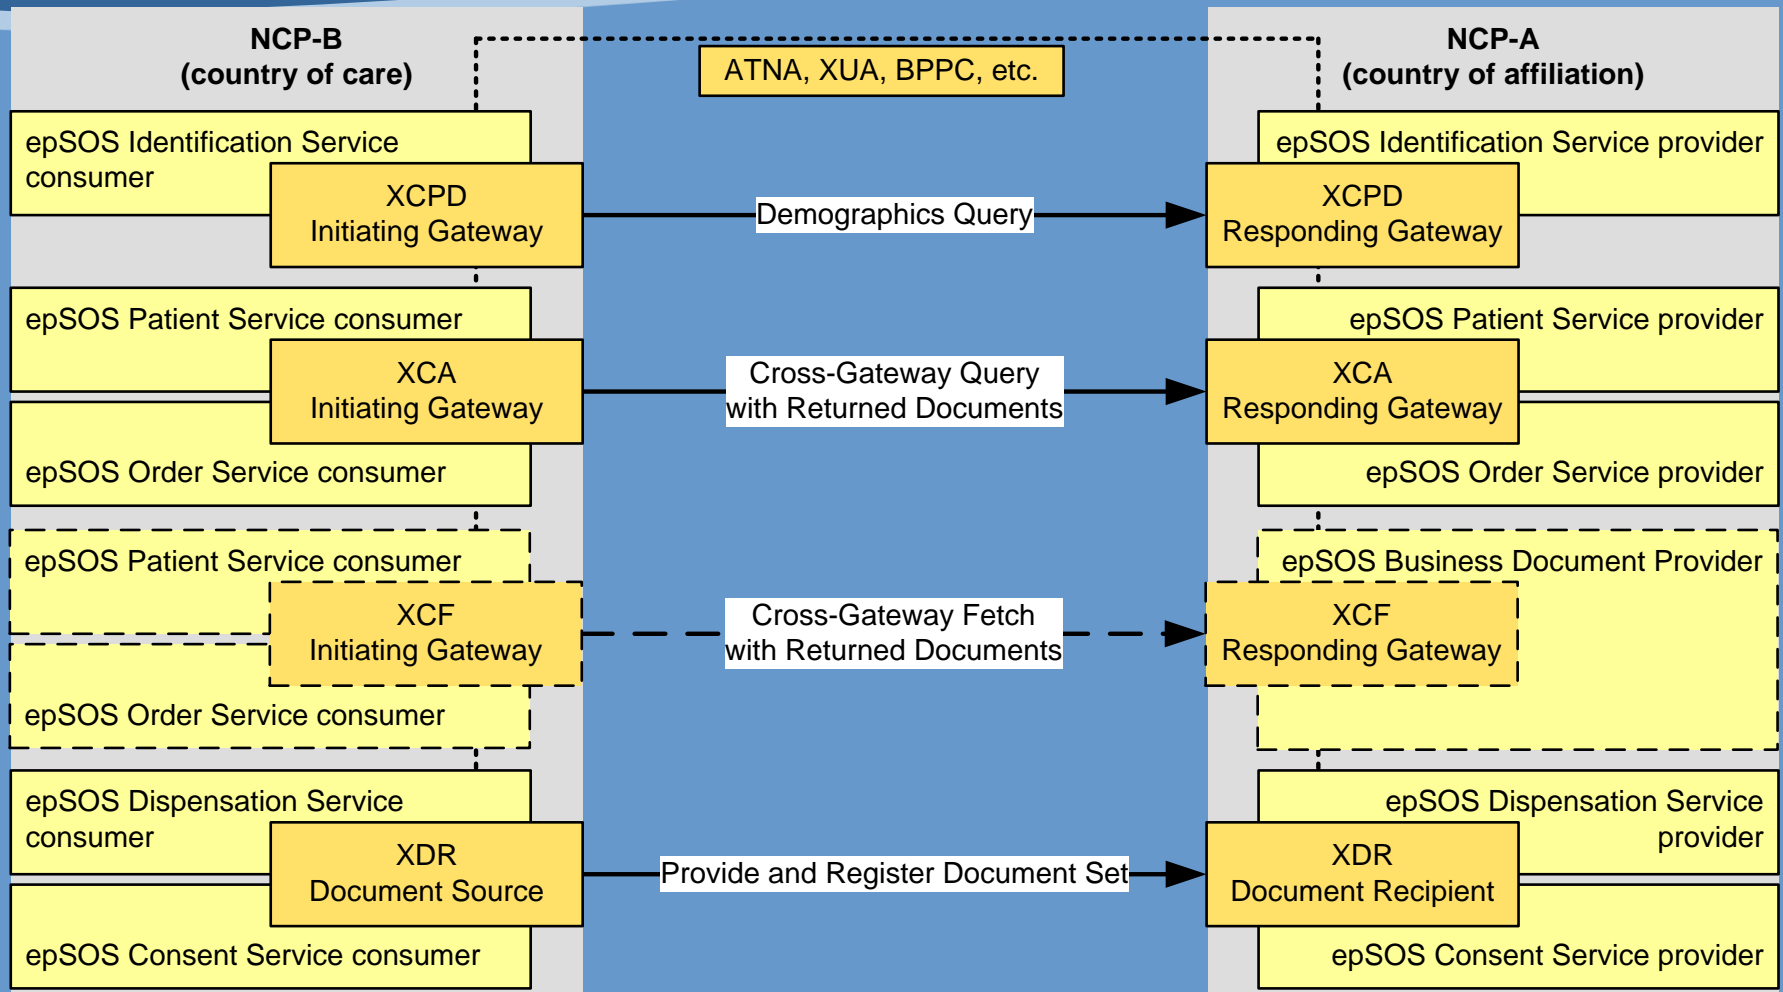 NCP-B
(country of care)
ATNA, XUA, BPPC, etc.
NCP-A
(country of affiliation)
epSOS Identification Service
consumer
XCPD
Initiating Gateway
Demographics Query
epSOS Identification Service provider
XCPD
Responding Gateway
epSOS Patient Service consumer
XCA
Initiating Gateway
epSOS Order Service consumer
Cross-Gateway Query
with Returned Documents
epSOS Patient Service provider
XCA
Responding Gateway
epSOS Order Service provider
epSOS Patient Service consumer
XCF
Initiating Gateway
epSOS Order Service consumer
Cross-Gateway Fetch
with Returned Documents
epSOS Business Document Provider
XCF
Responding Gateway
epSOS Dispensation Service
consumer
XDR
Document Source
epSOS Consent Service consumer
Provide and Register Document Set
epSOS Dispensation Service
provider
XDR
Document Recipient
epSOS Consent Service provider